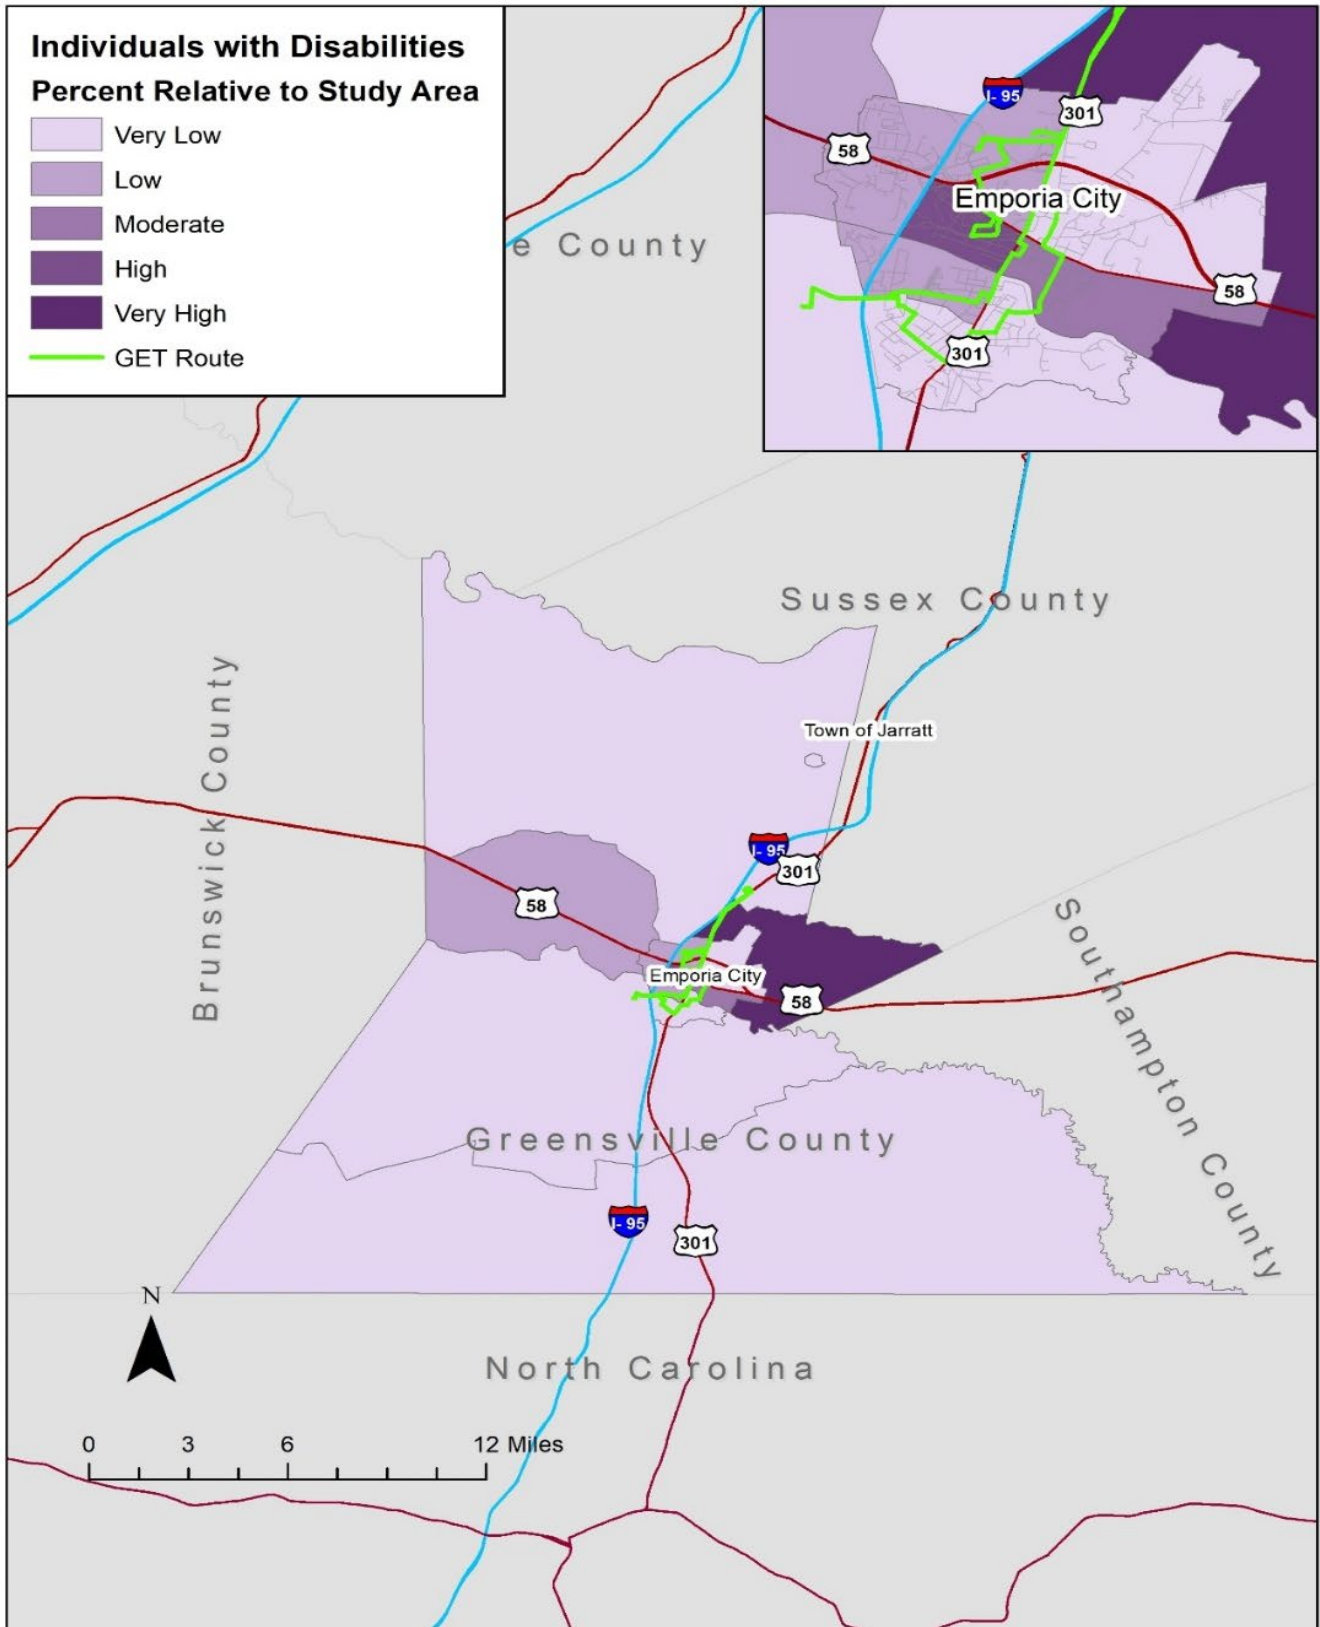 Individuals with Disabilities
Percent Relative to Study Area
Very Low
Low
Moderate
High
Very High
GET Route
I-95
301
58
Emporia City
58
301
e County
Sussex County
Brunswick County
Town of Jarratt
I-95
301
58
Emporia City
58
Southampton County
Greensville County
I-95
301
N
North Carolina
0 3 6 12 Miles